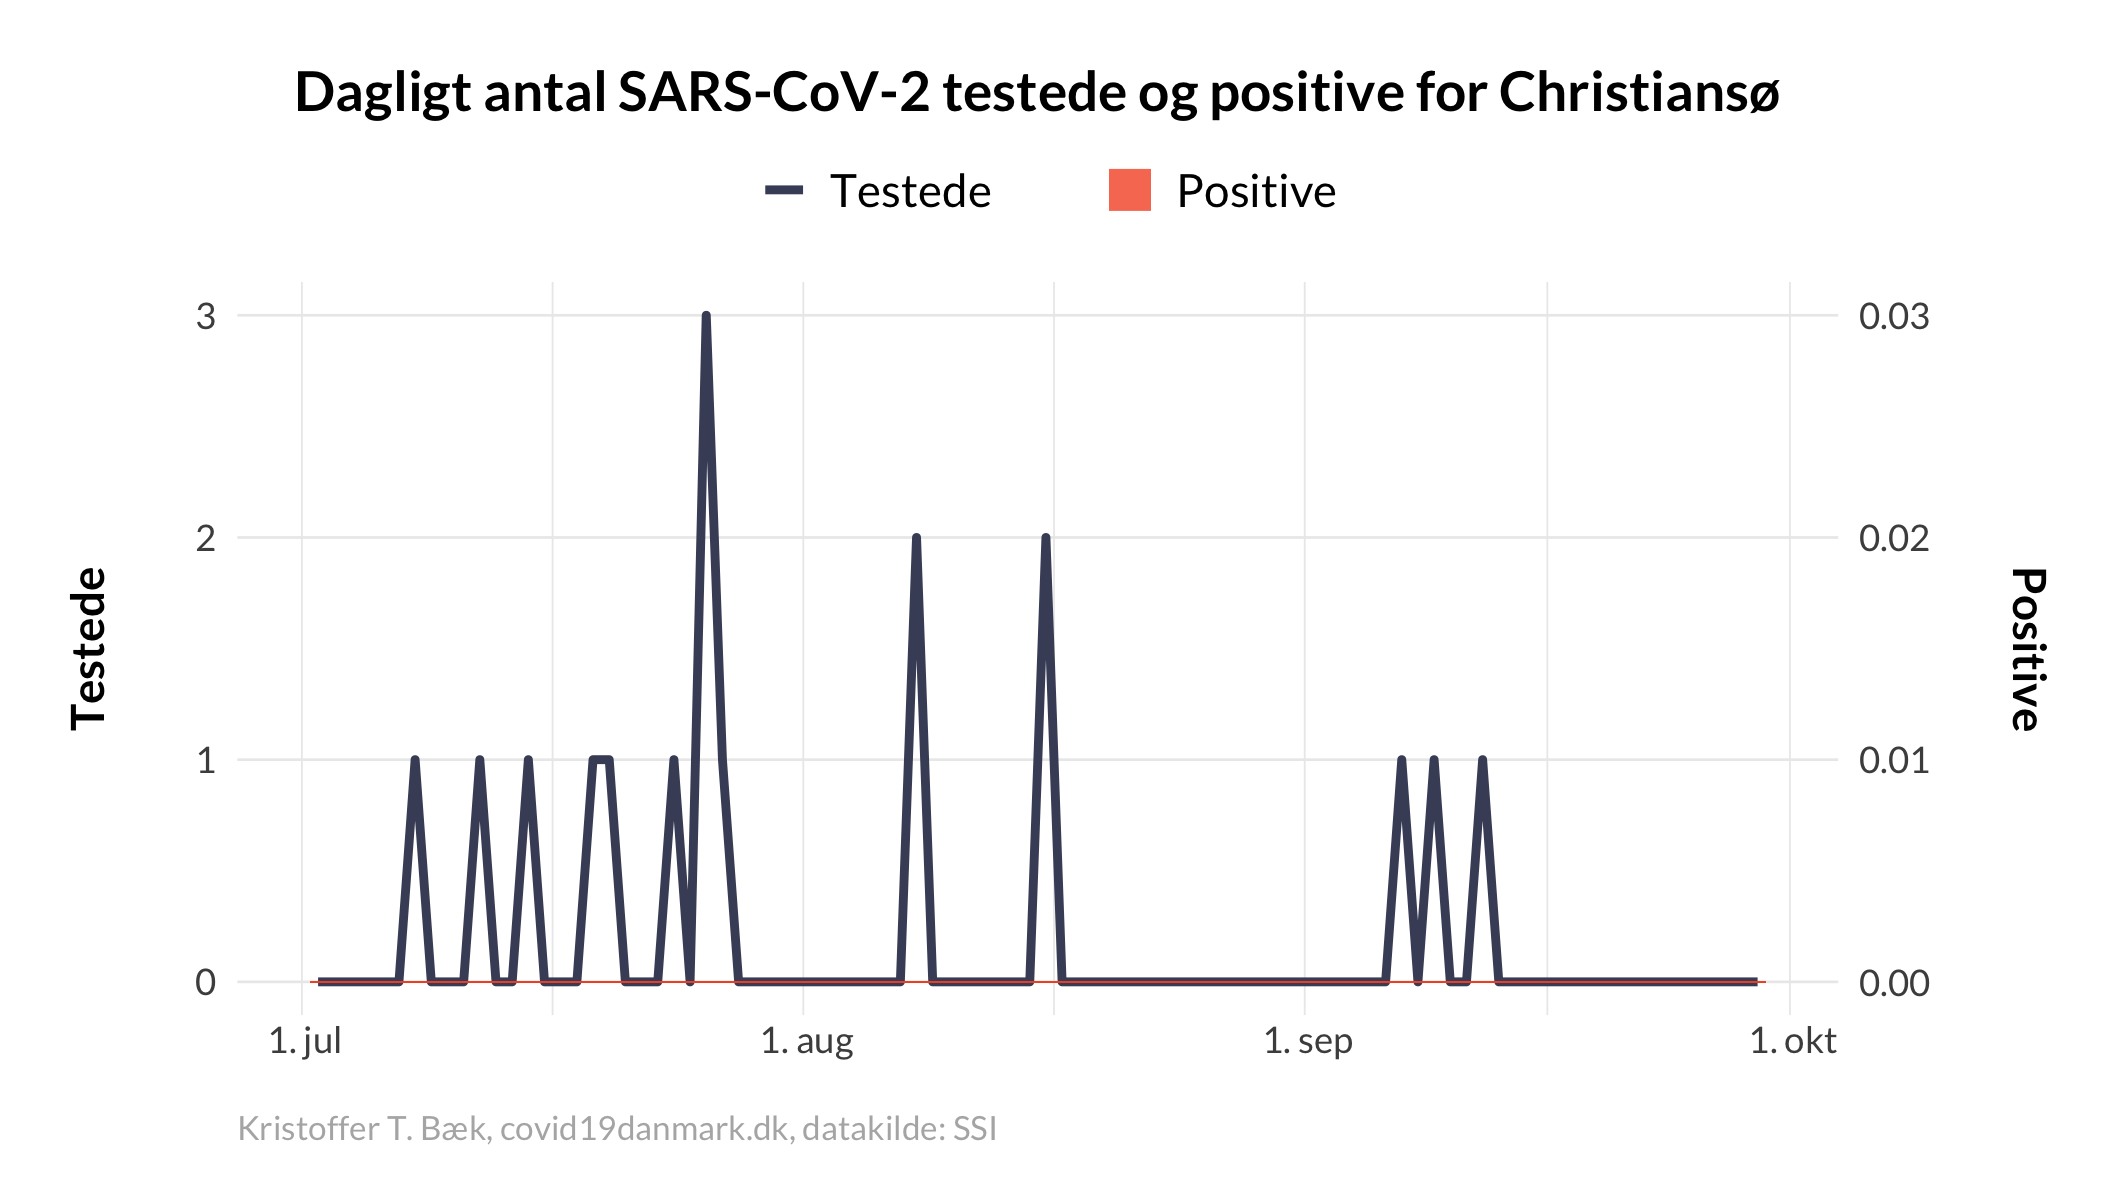 Dagligt antal SARS-CoV-2 testede og positive for Christiansø
Testede
Positive
3
2
1
0
Testede
0.03
0.02
0.01
0.00
Positive
1. jul
1. aug
1. sep
1. okt
Kristoffer T. Bæk, covid19danmark.dk, datakilde: SSI